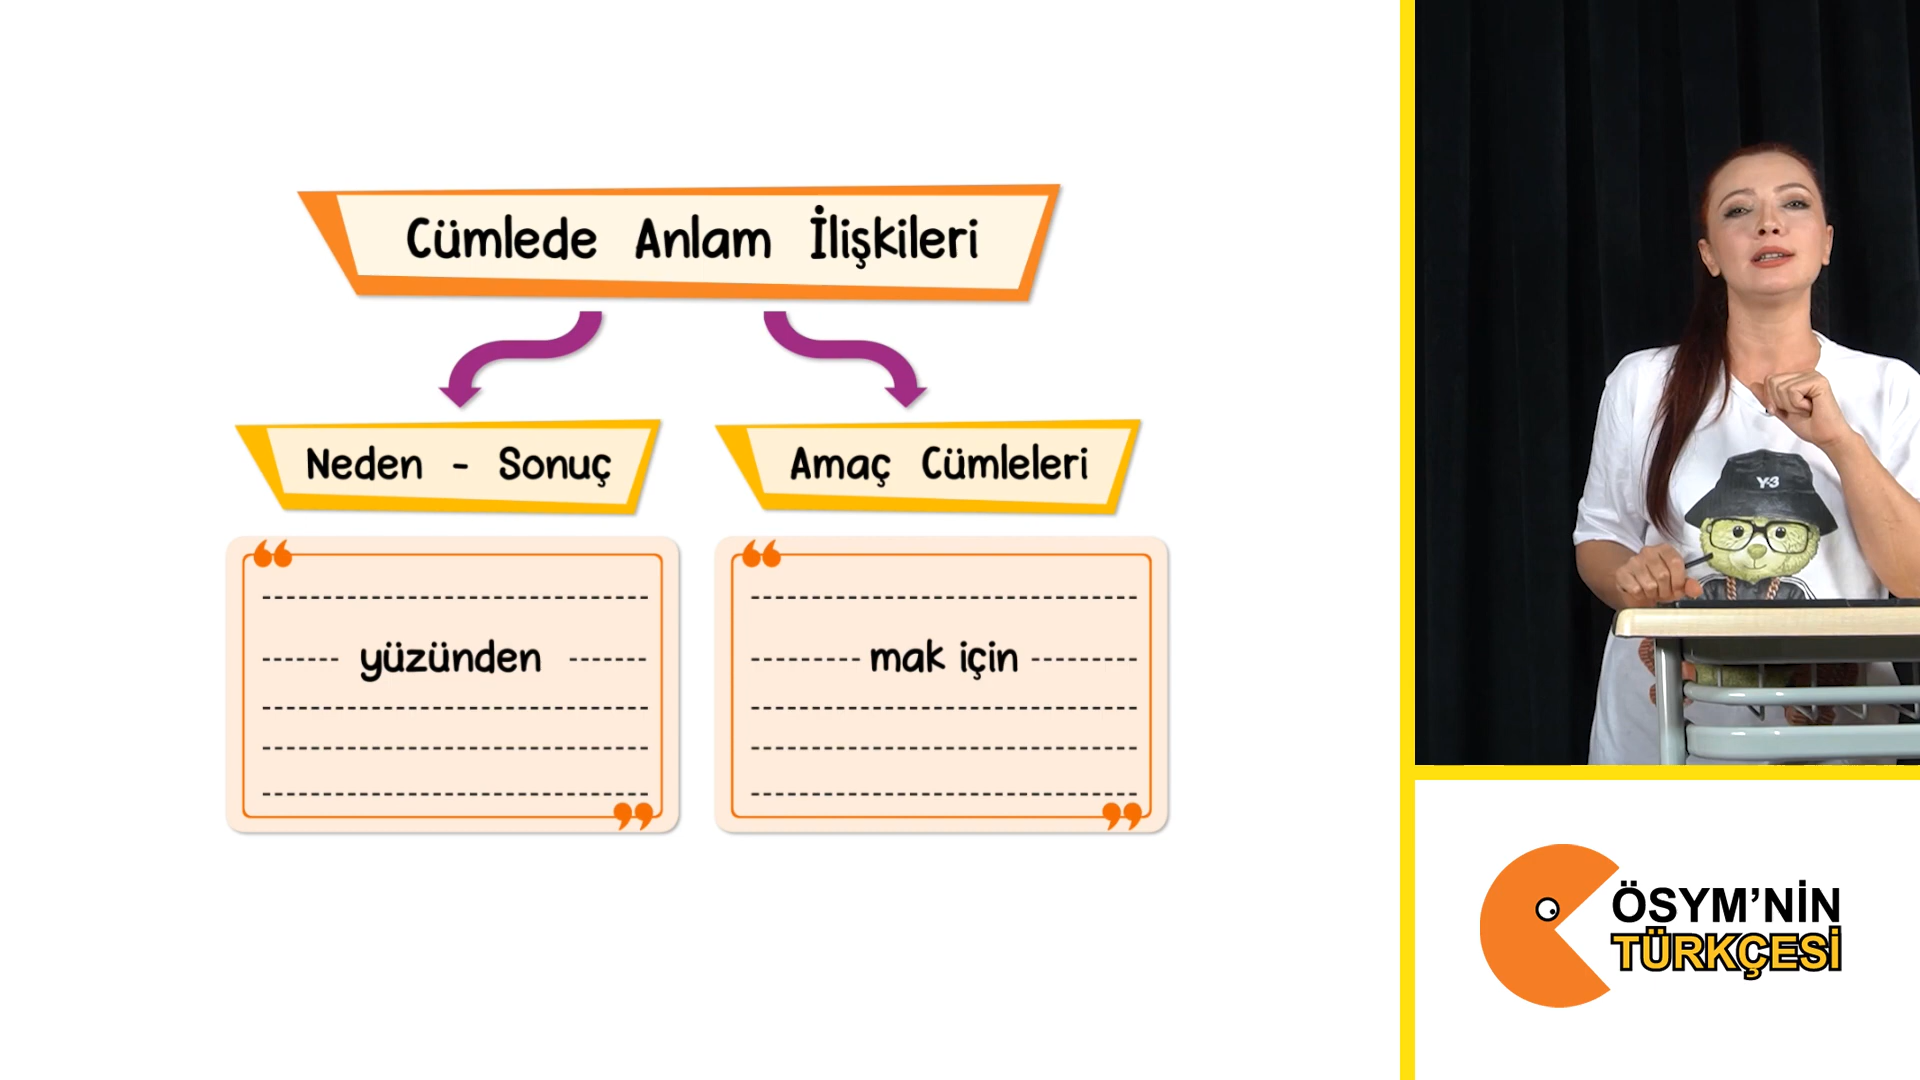 Cümlede Anlam İlişkileri
Neden - Sonuç
Amaç Cümleleri
yüzünden
mak için
Y-3
ÖSYM'NİN
TÜRKÇESİ